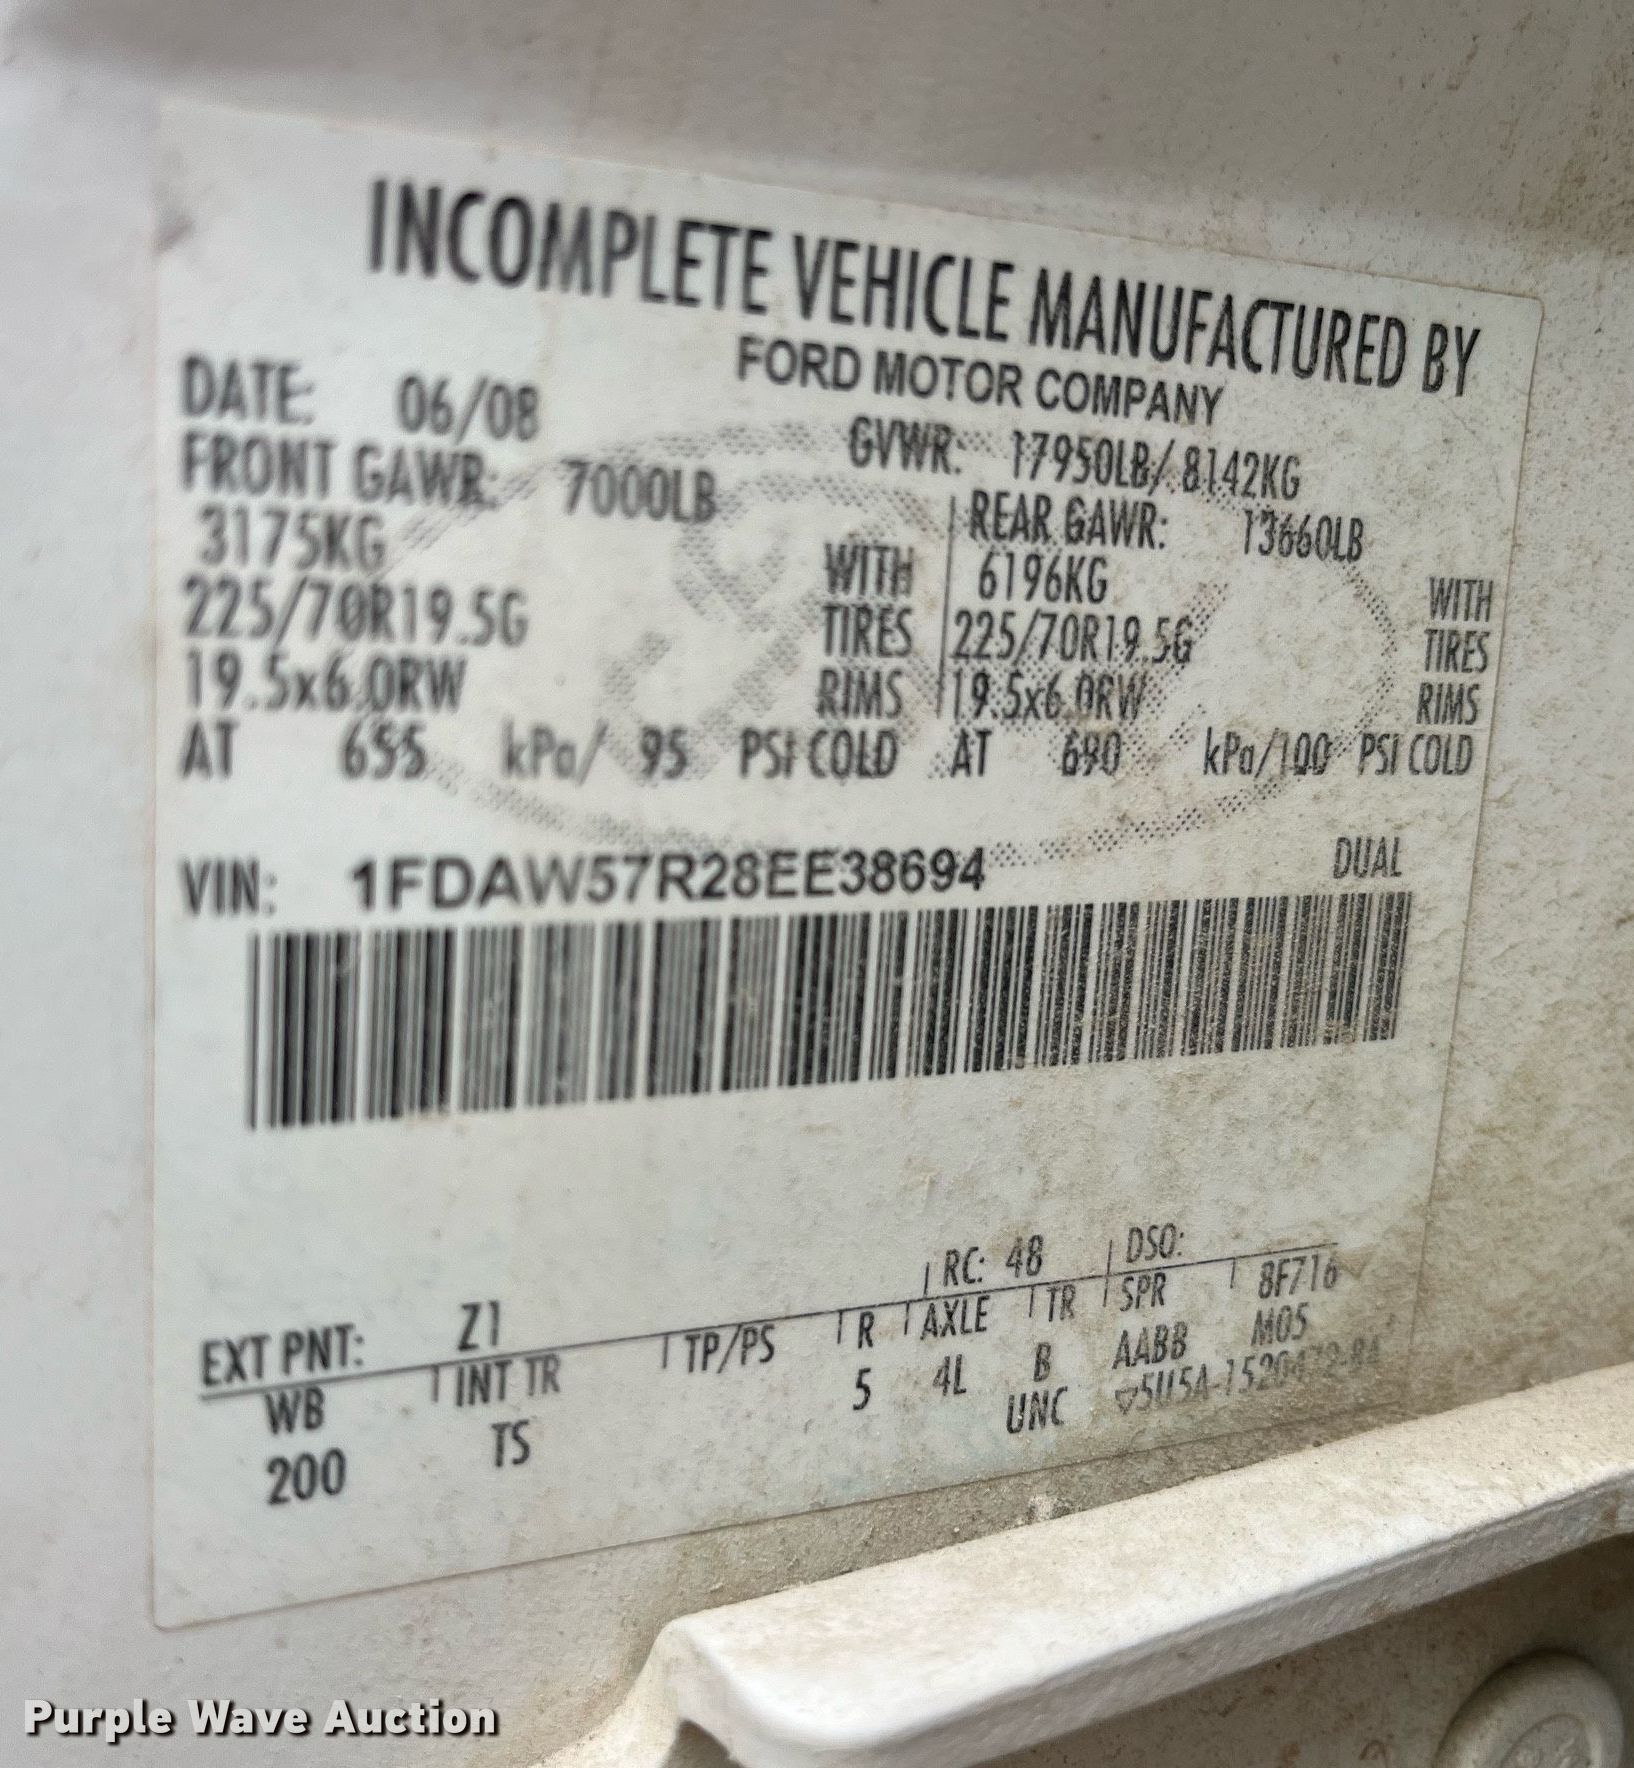 INCOMPLETE VEHICLE MANUFACTURED BY
FORD MOTOR COMPANY
DATE: 06/08 GVWR: 17950LB/ 8142KG
FRONT GAWR: 7000LB REAR GAWR: 13660LB
3175KG WITH 6196KG WITH
225/70R19.5G TIRES 225/70R19.5G TIRES
19.5x6.0RW RIMS 19.5x6.0RW RIMS
AT 655 kPa/ 95 PSI COLD AT 690 kPa/100 PSI COLD
VIN: 1FDAW57R28EE38694 DUAL
EXT PNT: Z1 RC: 48 DSO:
WB INT TR TP/PS R AXLE TR SPR 8F716
200 TS 5 4L B AABB M05
UNC ▽5U5A-1520472-BA
Purple Wave Auction